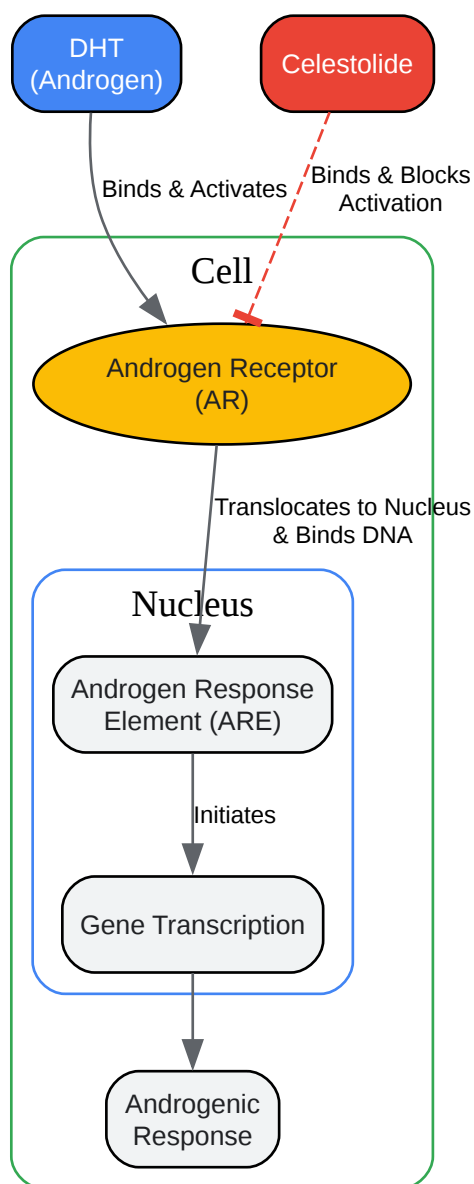 DHT
(Androgen)
Celestolide
Binds & Activates
Binds & Blocks
Activation
Cell
Androgen Receptor
(AR)
Translocates to Nucleus
& Binds DNA
Nucleus
Androgen Response
Element (ARE)
Initiates
Gene Transcription
Androgenic
Response